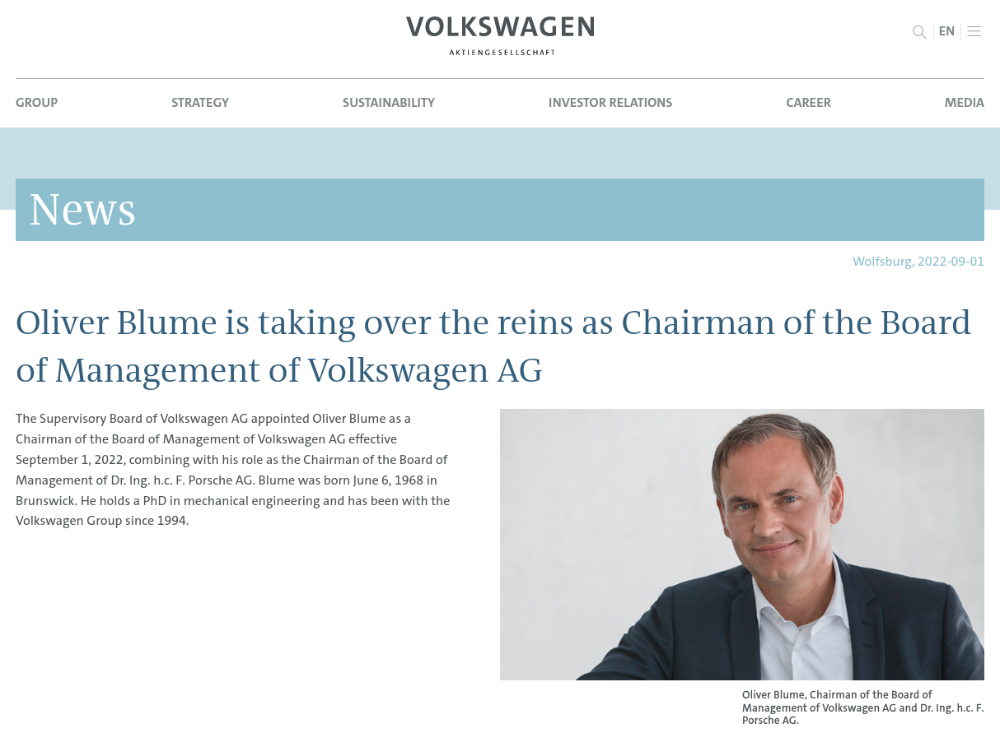 VOLKSWAGEN
AKTIENGESELLSCHAFT
EN
GROUP STRATEGY SUSTAINABILITY INVESTOR RELATIONS CAREER MEDIA
News
Wolfsburg, 2022-09-01
Oliver Blume is taking over the reins as Chairman of the Board
of Management of Volkswagen AG
The Supervisory Board of Volkswagen AG appointed Oliver Blume as a
Chairman of the Board of Management of Volkswagen AG effective
September 1, 2022, combining with his role as the Chairman of the Board of
Management of Dr. Ing. h.c. F. Porsche AG. Blume was born June 6, 1968 in
Brunswick. He holds a PhD in mechanical engineering and has been with the
Volkswagen Group since 1994.
Oliver Blume, Chairman of the Board of
Management of Volkswagen AG and Dr. Ing. h.c. F.
Porsche AG.